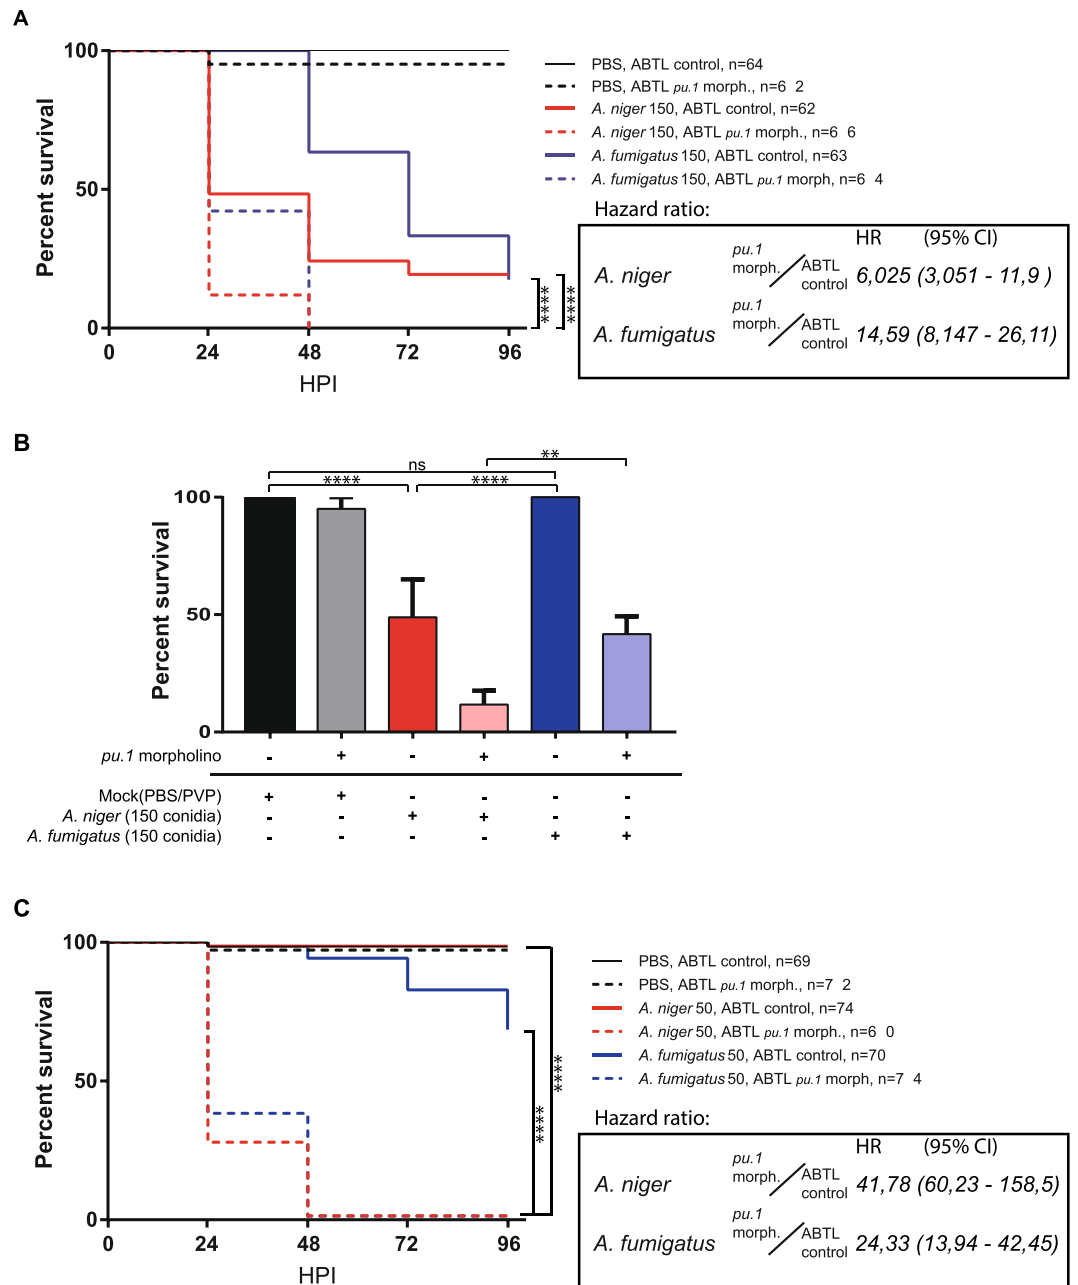 A
100
50
0
Percent survival
0 24 48 72 96
HPI
PBS, ABTL control, n=64
PBS, ABTL pu.1 morph., n=6 2
A. niger 150, ABTL control, n=62
A. niger 150, ABTL pu.1 morph., n=6 6
A. fumigatus 150, ABTL control, n=63
A. fumigatus 150, ABTL pu.1 morph, n=6 4
**** ****
Hazard ratio:
HR (95% CI)
A. niger pu.1 morph. / ABTL control 6,025 (3,051 - 11,9 )
A. fumigatus pu.1 morph. / ABTL control 14,59 (8,147 - 26,11)
B
**
ns
**** ****
100
50
0
Percent survival
pu.1 morpholino - + - + - +
Mock(PBS/PVP) + + - - - -
A. niger (150 conidia) - - + + - -
A. fumigatus (150 conidia) - - - - + +
C
100
50
0
Percent survival
0 24 48 72 96
HPI
**** ****
PBS, ABTL control, n=69
PBS, ABTL pu.1 morph., n=7 2
A. niger 50, ABTL control, n=74
A. niger 50, ABTL pu.1 morph., n=6 0
A. fumigatus 50, ABTL control, n=70
A. fumigatus 50, ABTL pu.1 morph, n=7 4
Hazard ratio:
HR (95% CI)
A. niger pu.1 morph. / ABTL control 41,78 (60,23 - 158,5)
A. fumigatus pu.1 morph. / ABTL control 24,33 (13,94 - 42,45)